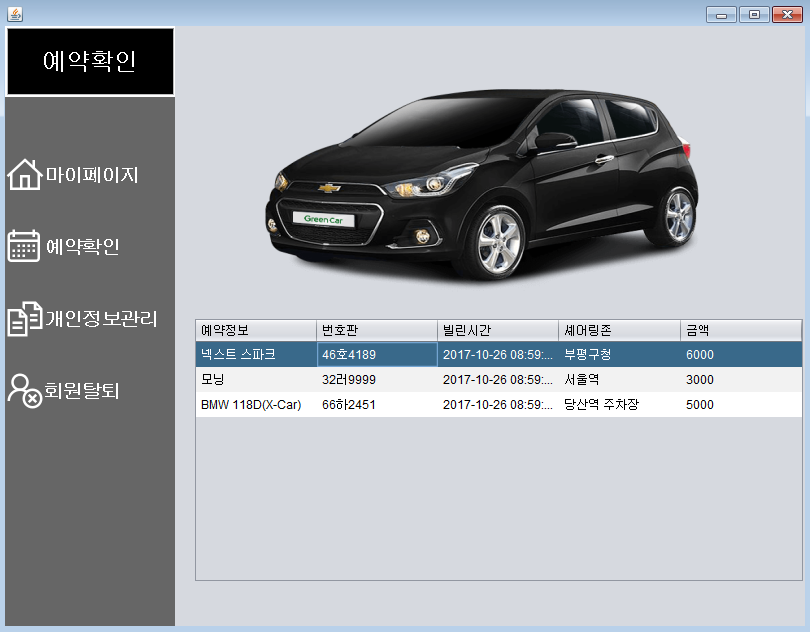 예약확인
마이페이지
예약확인
개인정보관리
회원탈퇴
Green Car
예약정보 번호판 빌린시간 셰어링존 금액
넥스트 스파크 46호4189 2017-10-26 08:59:... 부평구청 6000
모닝 32러9999 2017-10-26 08:59:... 서울역 3000
BMW 118D(X-Car) 66하2451 2017-10-26 08:59:... 당산역 주차장 5000